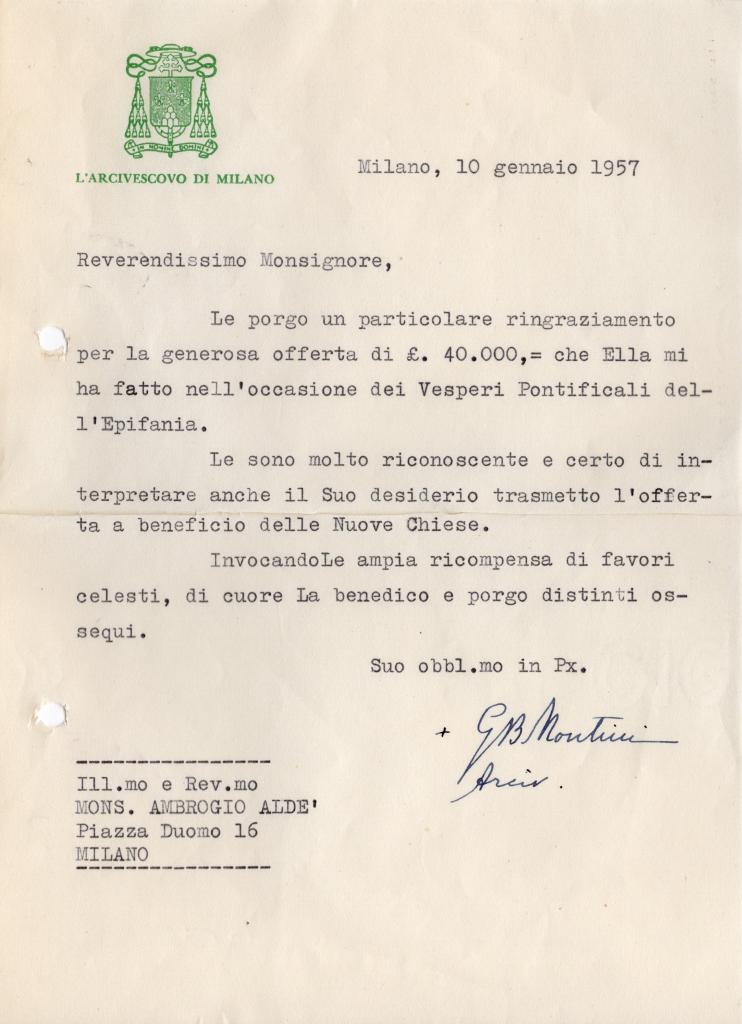 IN NOMINE DOMINI
L'ARCIVESCOVO DI MILANO
Milano, 10 gennaio 1957
Reverendissimo Monsignore,
Le porgo un particolare ringraziamento
per la generosa offerta di £. 40.000,= che Ella mi
ha fatto nell'occasione dei Vesperi Pontificali del-
l'Epifania.
Le sono molto riconoscente e certo di in-
terpretare anche il Suo desiderio trasmetto l'offer-
ta a beneficio delle Nuove Chiese.
InvocandoLe ampia ricompensa di favori
celesti, di cuore La benedico e porgo distinti os-
sequi.
Suo obbl.mo in Px.
+ GB Montini
Arciv.
Ill.mo e Rev.mo
MONS. AMBROGIO ALDE'
Piazza Duomo 16
MILANO